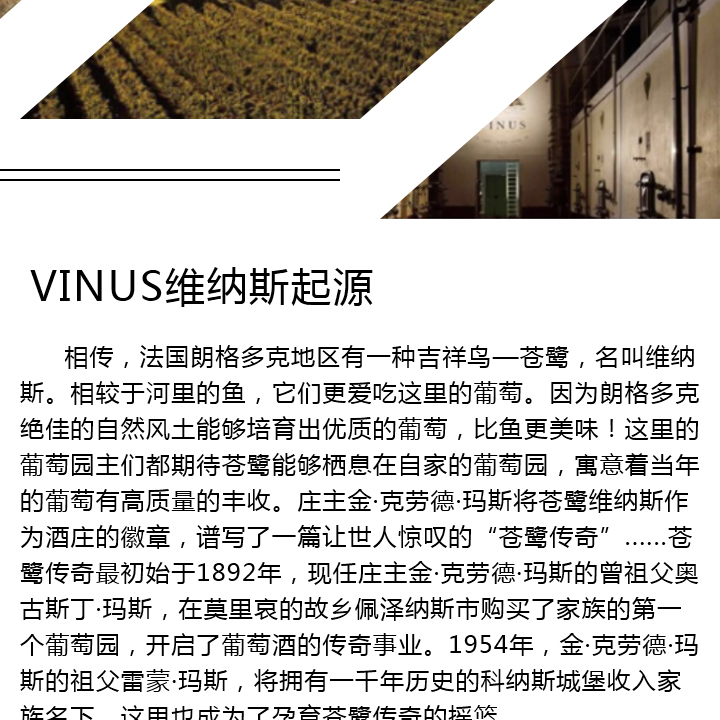 VINUS
VINUS维纳斯起源
相传，法国朗格多克地区有一种吉祥鸟—苍鹭，名叫维纳
斯。相较于河里的鱼，它们更爱吃这里的葡萄。因为朗格多克
绝佳的自然风土能够培育出优质的葡萄，比鱼更美味！这里的
葡萄园主们都期待苍鹭能够栖息在自家的葡萄园，寓意着当年
的葡萄有高质量的丰收。庄主金·克劳德·玛斯将苍鹭维纳斯作
为酒庄的徽章，谱写了一篇让世人惊叹的“苍鹭传奇”……苍
鹭传奇最初始于1892年，现任庄主金·克劳德·玛斯的曾祖父奥
古斯丁·玛斯，在莫里哀的故乡佩泽纳斯市购买了家族的第一
个葡萄园，开启了葡萄酒的传奇事业。1954年，金·克劳德·玛
斯的祖父雷蒙·玛斯，将拥有一千年历史的科纳斯城堡收入家
族名下，这里也成为了孕育苍鹭传奇的摇篮